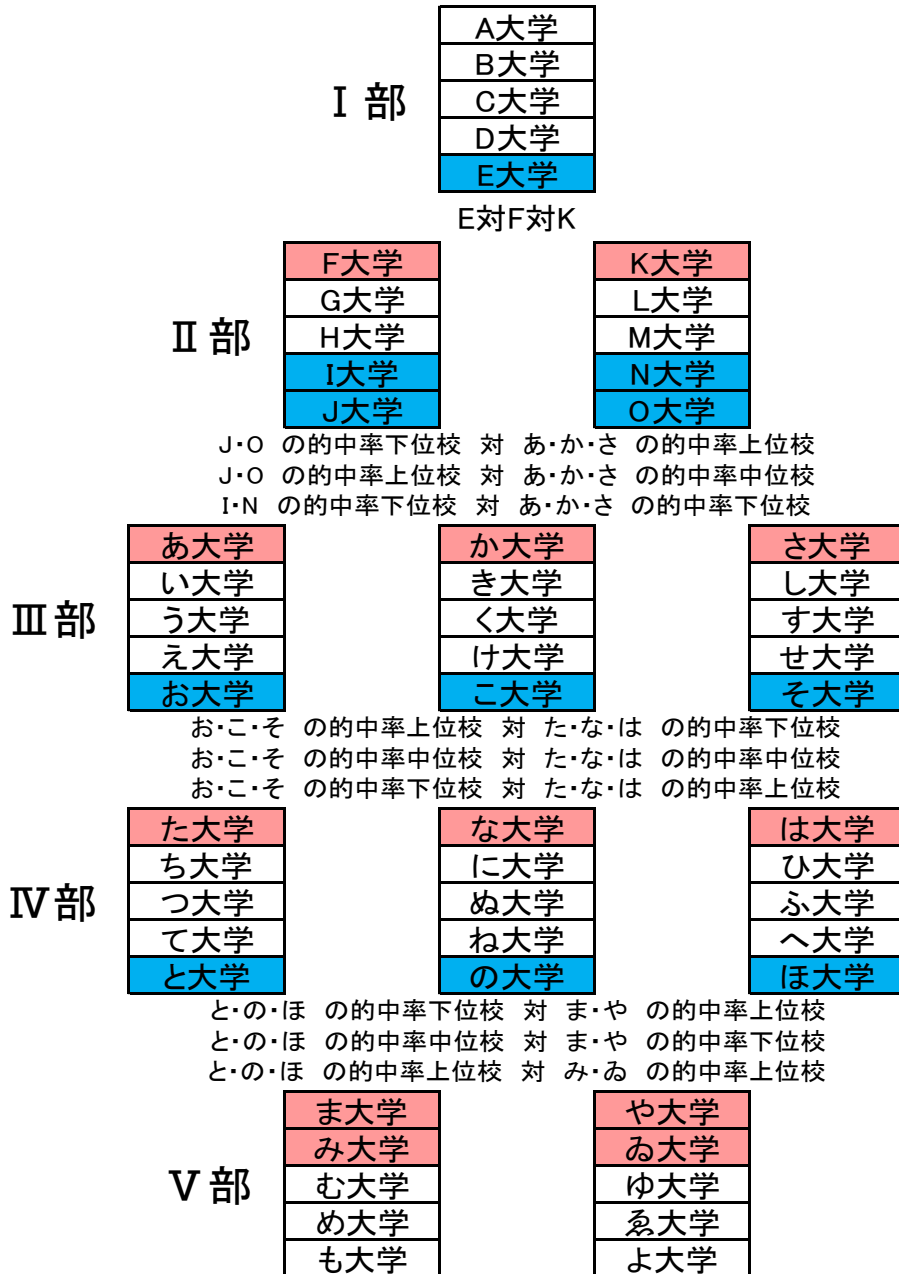 Ⅰ部
A大学
B大学
C大学
D大学
E大学
E対F対K
Ⅱ部
F大学
G大学
H大学
I大学
J大学
K大学
L大学
M大学
N大学
O大学
J・O の的中率下位校 対 あ・か・さ の的中率上位校
J・O の的中率上位校 対 あ・か・さ の的中率中位校
I・N の的中率下位校 対 あ・か・さ の的中率下位校
Ⅲ部
あ大学
い大学
う大学
え大学
お大学
か大学
き大学
く大学
け大学
こ大学
さ大学
し大学
す大学
せ大学
そ大学
お・こ・そ の的中率上位校 対 た・な・は の的中率下位校
お・こ・そ の的中率中位校 対 た・な・は の的中率中位校
お・こ・そ の的中率下位校 対 た・な・は の的中率上位校
Ⅳ部
た大学
ち大学
つ大学
て大学
と大学
な大学
に大学
ぬ大学
ね大学
の大学
は大学
ひ大学
ふ大学
へ大学
ほ大学
と・の・ほ の的中率下位校 対 ま・や の的中率上位校
と・の・ほ の的中率中位校 対 ま・や の的中率下位校
と・の・ほ の的中率上位校 対 み・ゐ の的中率上位校
Ⅴ部
ま大学
み大学
む大学
め大学
も大学
や大学
ゐ大学
ゆ大学
ゑ大学
よ大学